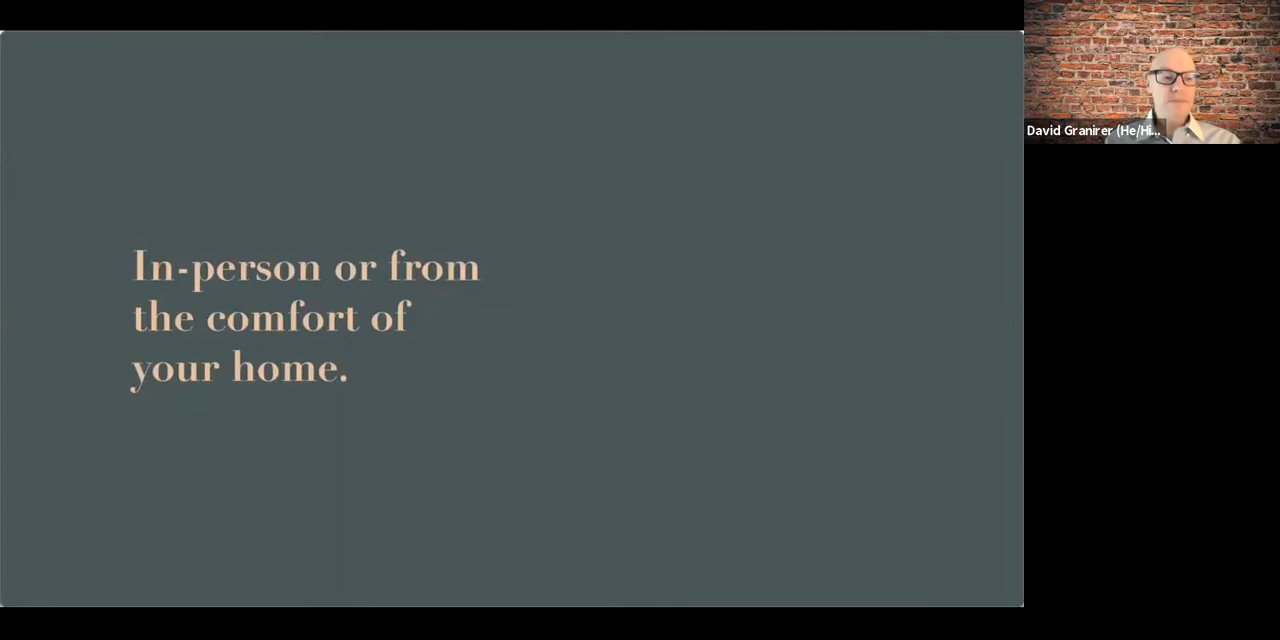 In-person or from
the comfort of
your home.
David Granirer (He/Hi...